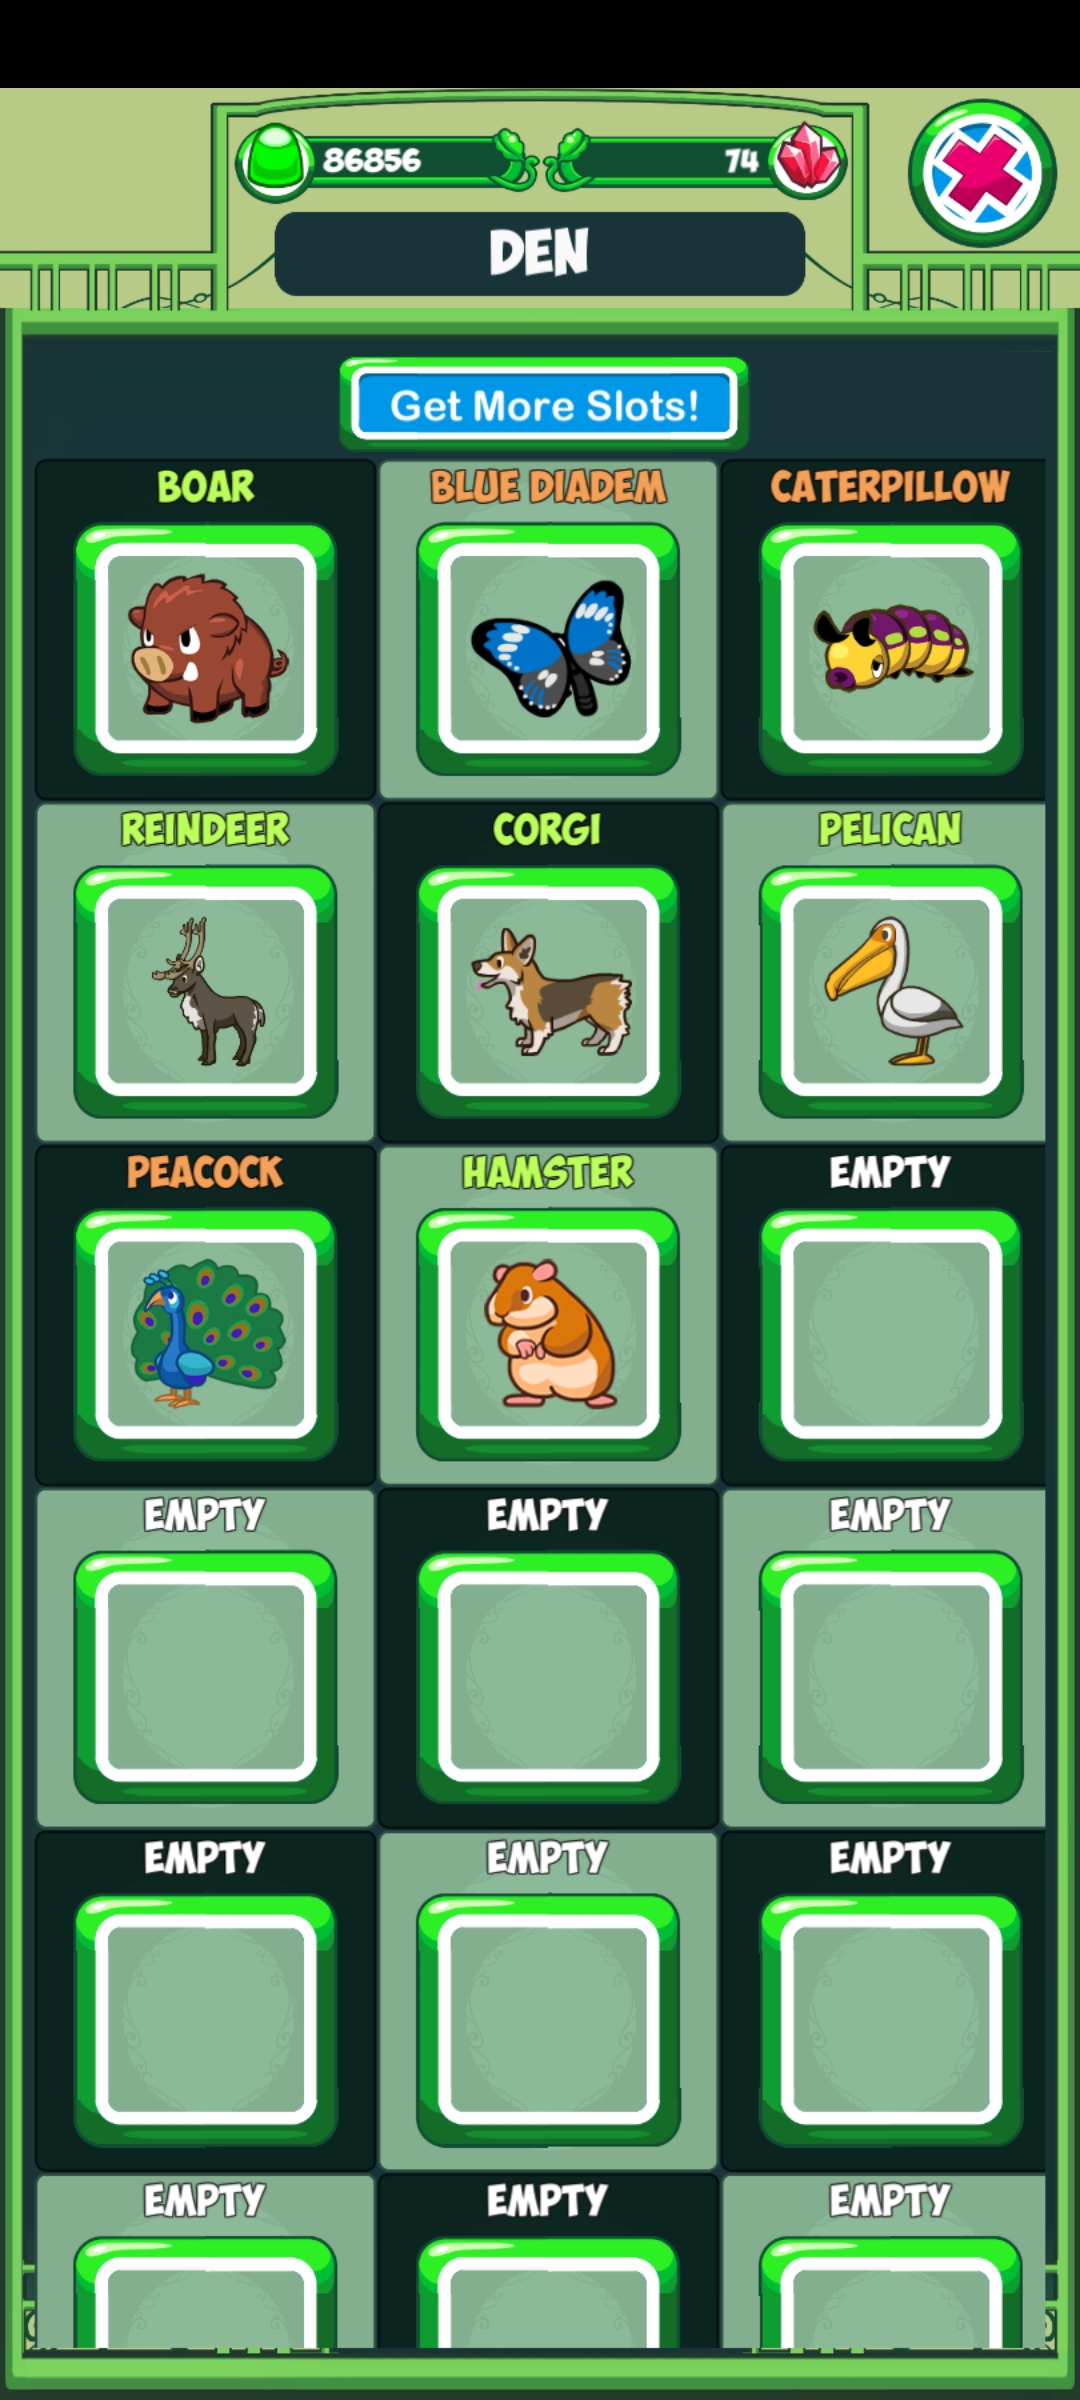 86856
74
DEN
Get More Slots!
BOAR
BLUE DIADEM
CATERPILLOW
REINDEER
CORGI
PELICAN
PEACOCK
HAMSTER
EMPTY
EMPTY
EMPTY
EMPTY
EMPTY
EMPTY
EMPTY
EMPTY
EMPTY
EMPTY